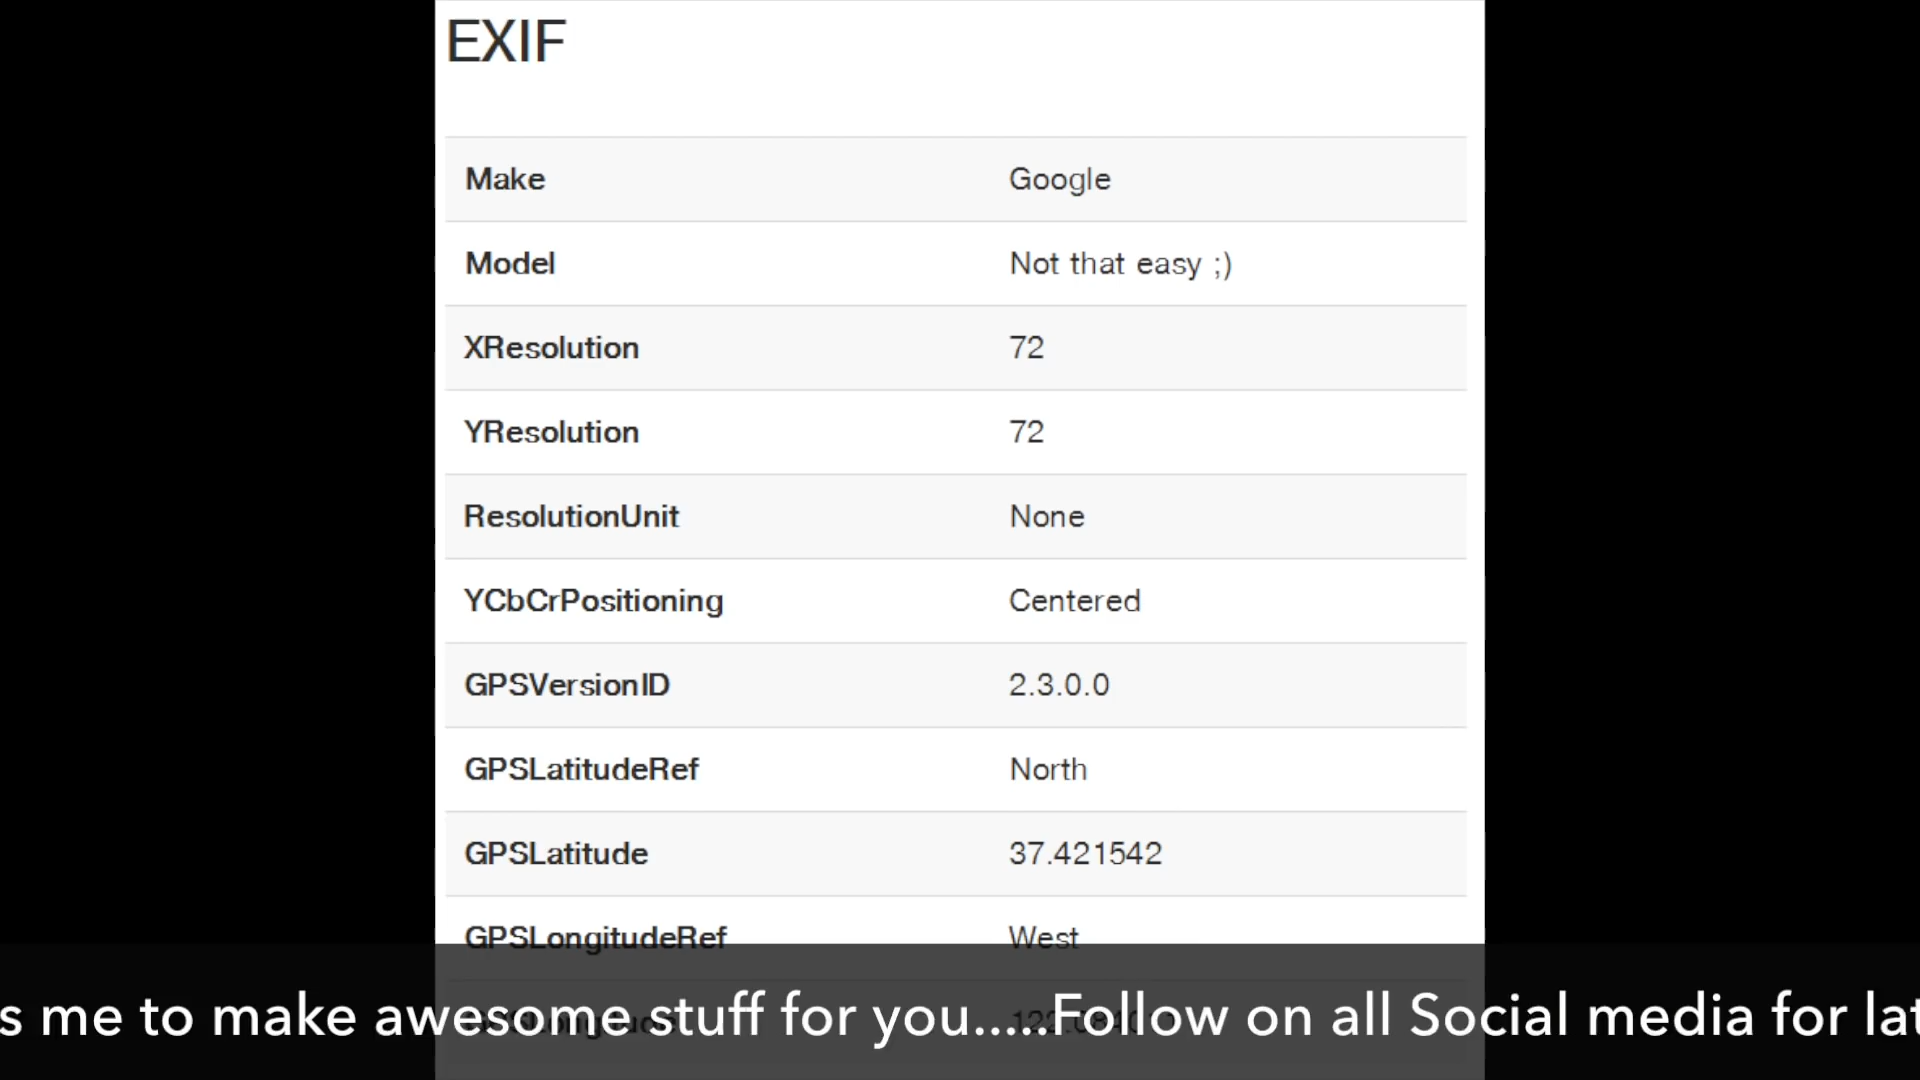 EXIF
Make Google
Model Not that easy ;)
XResolution 72
YResolution 72
ResolutionUnit None
YCbCrPositioning Centered
GPSVersionID 2.3.0.0
GPSLatitudeRef North
GPSLatitude 37.421542
GPSLongitudeRef West
s me to make awesome stuff for you.....Follow on all Social media for lat